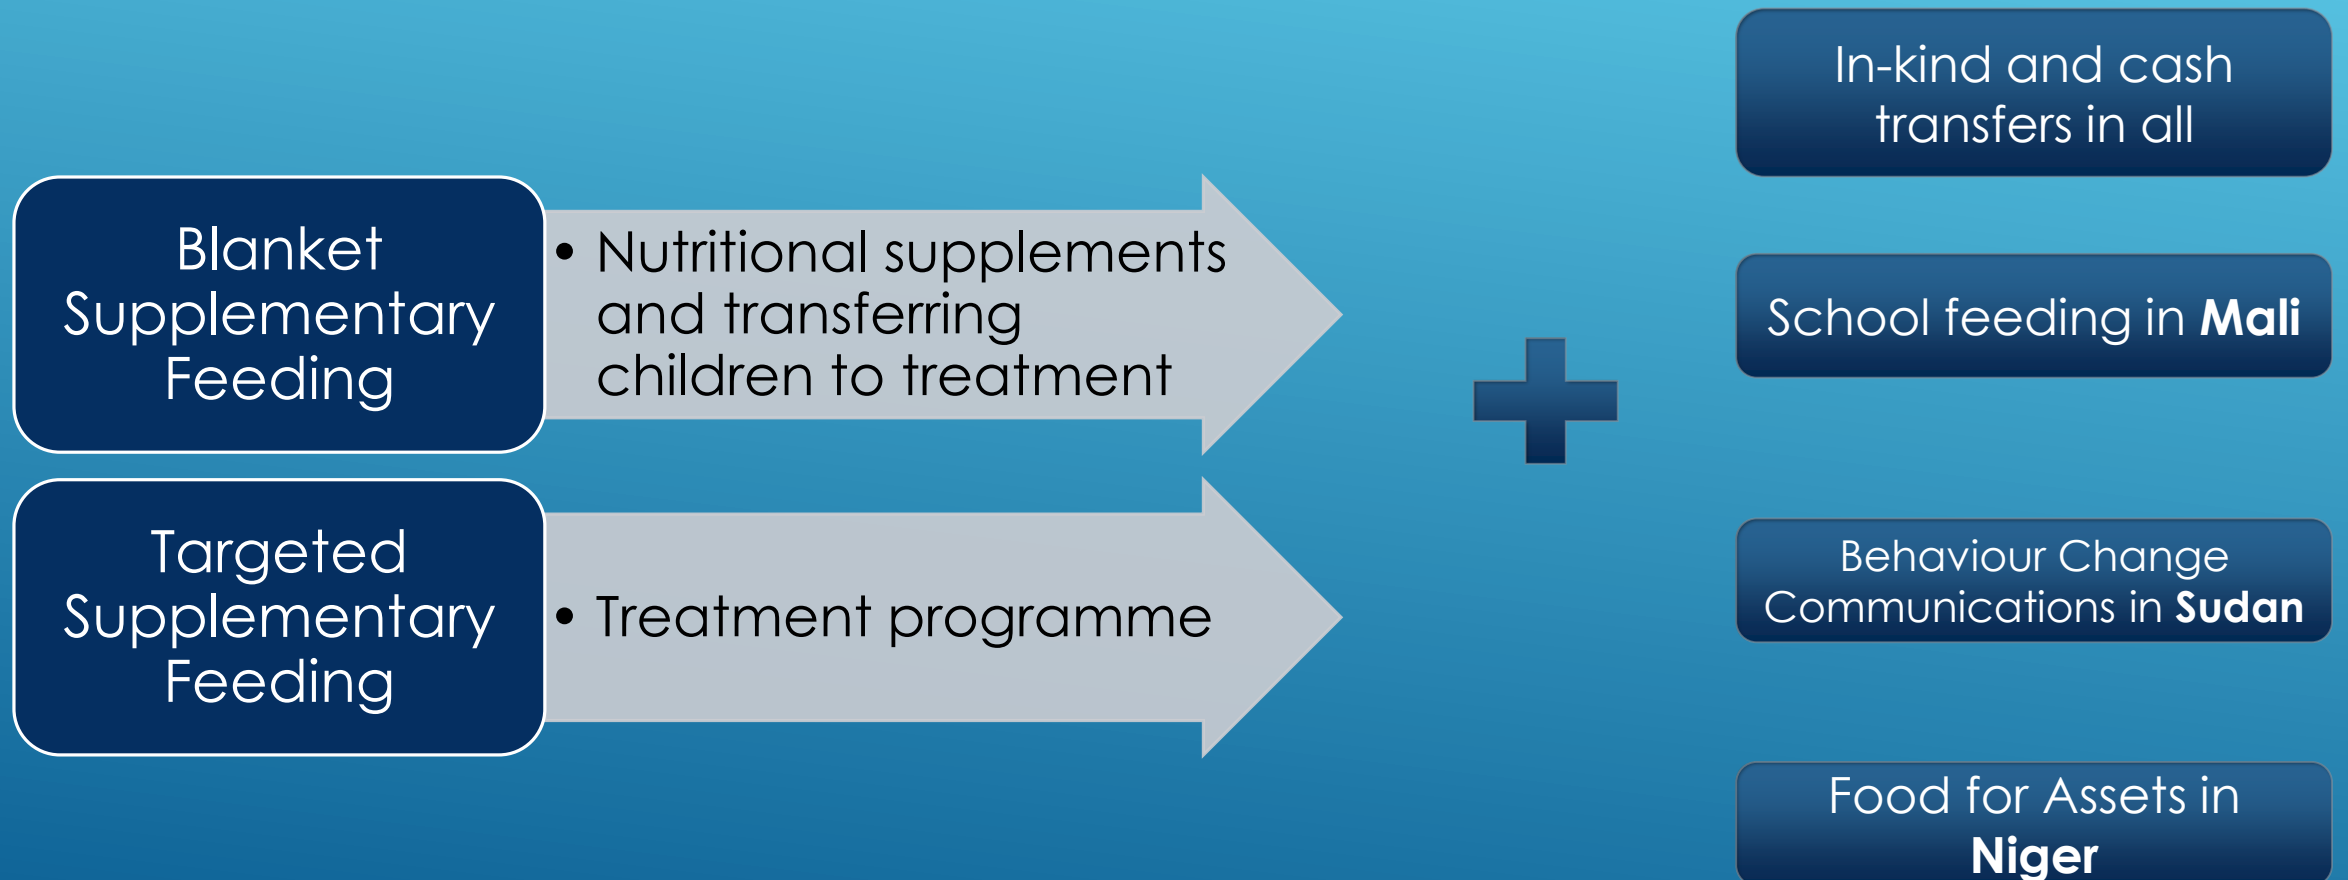 Blanket
Supplementary
Feeding
• Nutritional supplements
and transferring
children to treatment
Targeted
Supplementary
Feeding
• Treatment programme
In-kind and cash
transfers in all
School feeding in Mali
Behaviour Change
Communications in Sudan
Food for Assets in
Niger